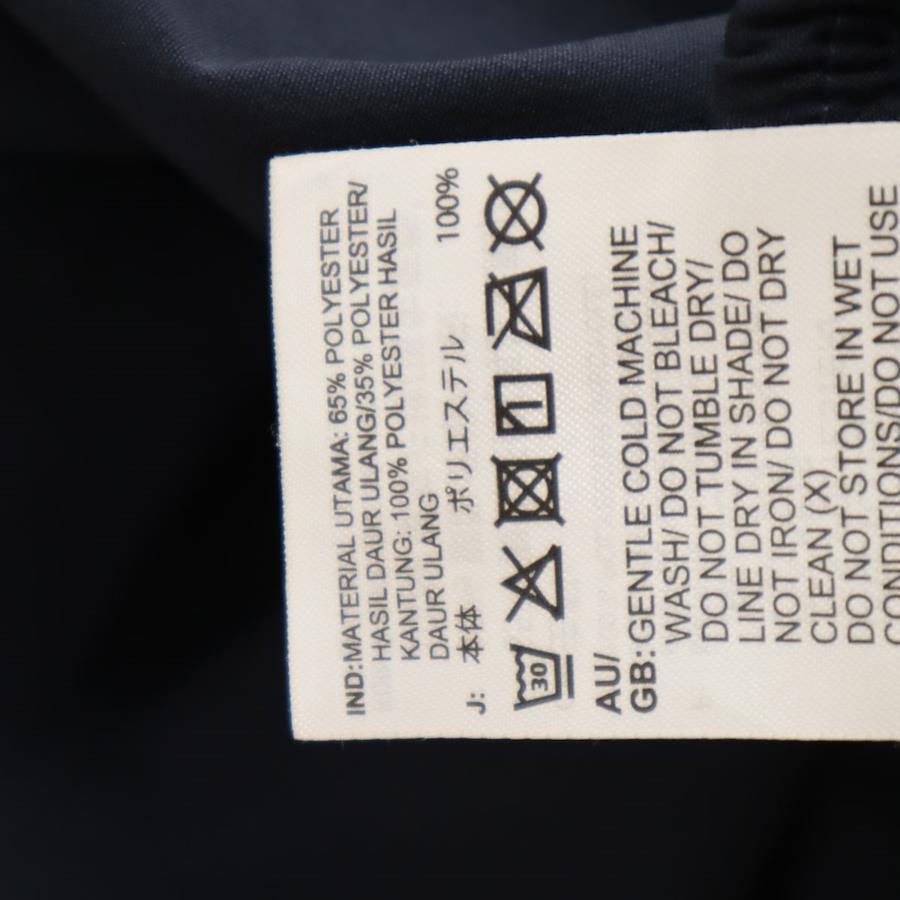 IND:MATERIAL UTAMA: 65% POLYESTER
HASIL DAUR ULANG/35% POLYESTER/
KANTUNG: 100% POLYESTER HASIL
DAUR ULANG
J: 本体 ポリエステル 100%
30
AU/
GB: GENTLE COLD MACHINE
WASH/ DO NOT BLEACH/
DO NOT TUMBLE DRY/
LINE DRY IN SHADE/ DO
NOT IRON/ DO NOT DRY
CLEAN (X)
DO NOT STORE IN WET
CONDITIONS/DO NOT USE